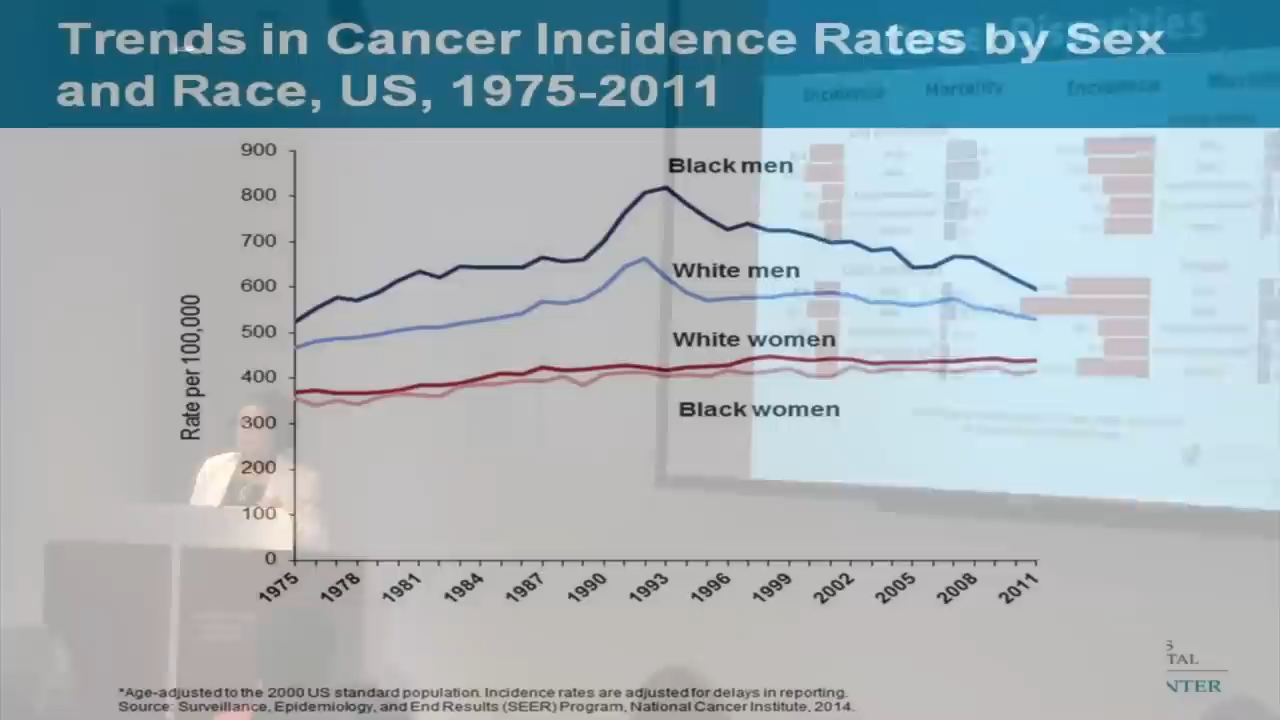 Trends in Cancer Incidence Rates by Sex
and Race, US, 1975-2011
Incidence Mortality Incidence
900
800
700
600
500
400
300
200
100
0
Rate per 100,000
Black men
White men
White women
Black women
1975 1978 1981 1984 1987 1990 1993 1996 1999 2002 2005 2008 2011
TAL
NTER
*Age-adjusted to the 2000 US standard population. Incidence rates are adjusted for delays in reporting.
Source: Surveillance, Epidemiology, and End Results (SEER) Program, National Cancer Institute, 2014.